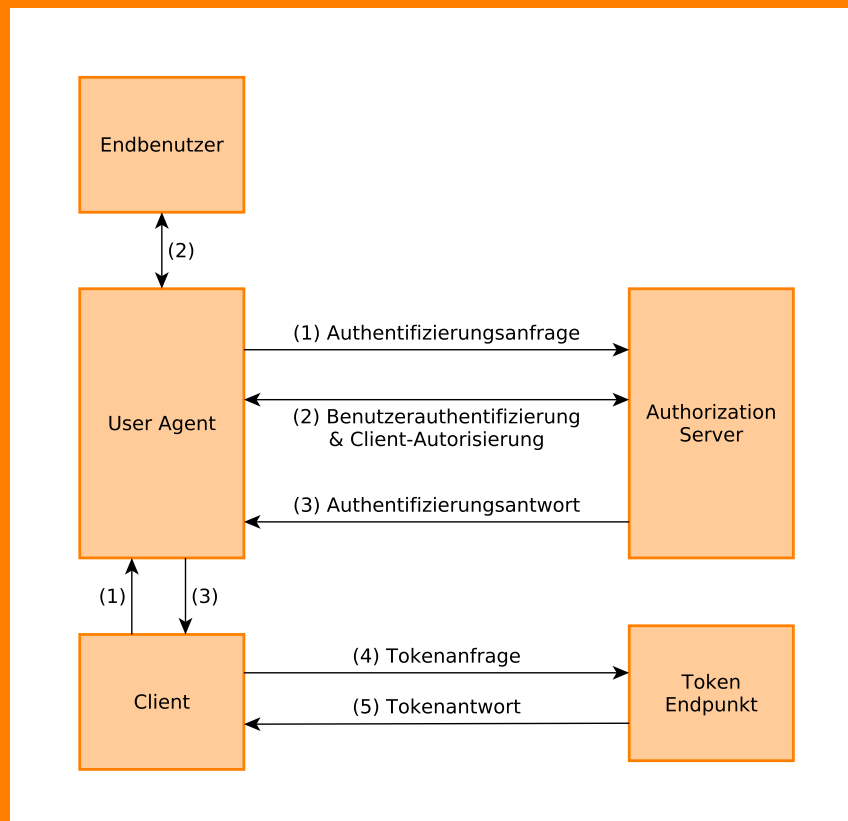 Endbenutzer
(2)
(1) Authentifizierungsanfrage
User Agent
(2) Benutzerauthentifizierung
& Client-Autorisierung
Authorization
Server
(3) Authentifizierungsantwort
(1)
(3)
(4) Tokenanfrage
Client
(5) Tokenantwort
Token
Endpunkt